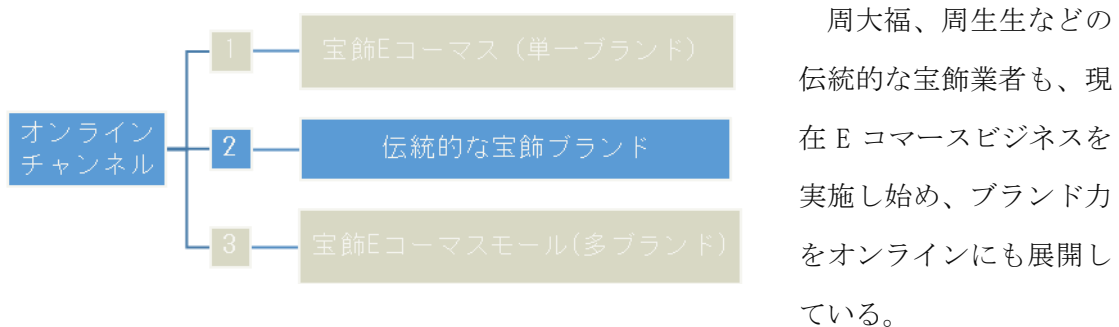 オンライン
チャンネル
1
宝飾Eコーマス（単一ブランド）
2
伝統的な宝飾ブランド
3
宝飾Eコーマスモール(多ブランド)
周大福、周生生などの
伝統的な宝飾業者も、現
在 E コマースビジネスを
実施し始め、ブランド力
をオンラインにも展開し
ている。